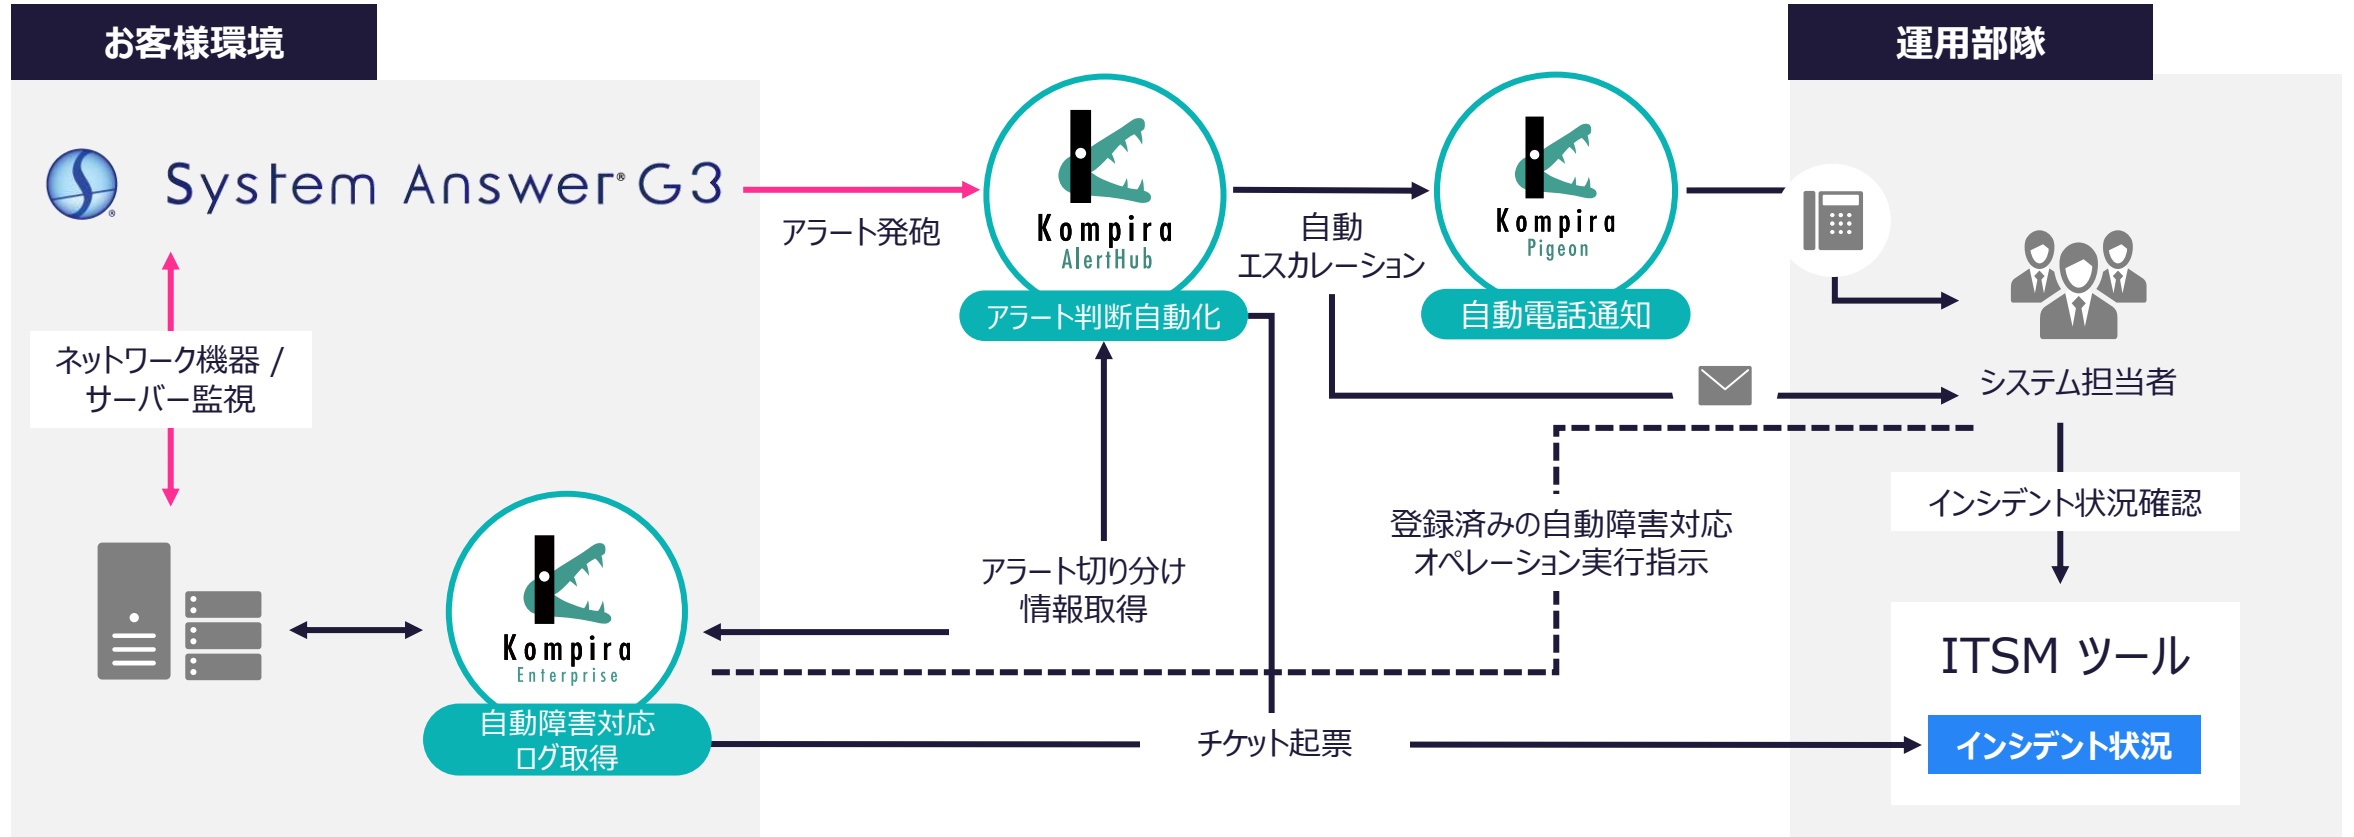 お客様環境
運用部隊
System Answer® G3
®
アラート発砲
Kompira
AlertHub
アラート判断自動化
自動
エスカレーション
Kompira
Pigeon
自動電話通知
システム担当者
ネットワーク機器 /
サーバー監視
インシデント状況確認
登録済みの自動障害対応
オペレーション実行指示
アラート切り分け
情報取得
Kompira
Enterprise
自動障害対応
ログ取得
チケット起票
ITSM ツール
インシデント状況